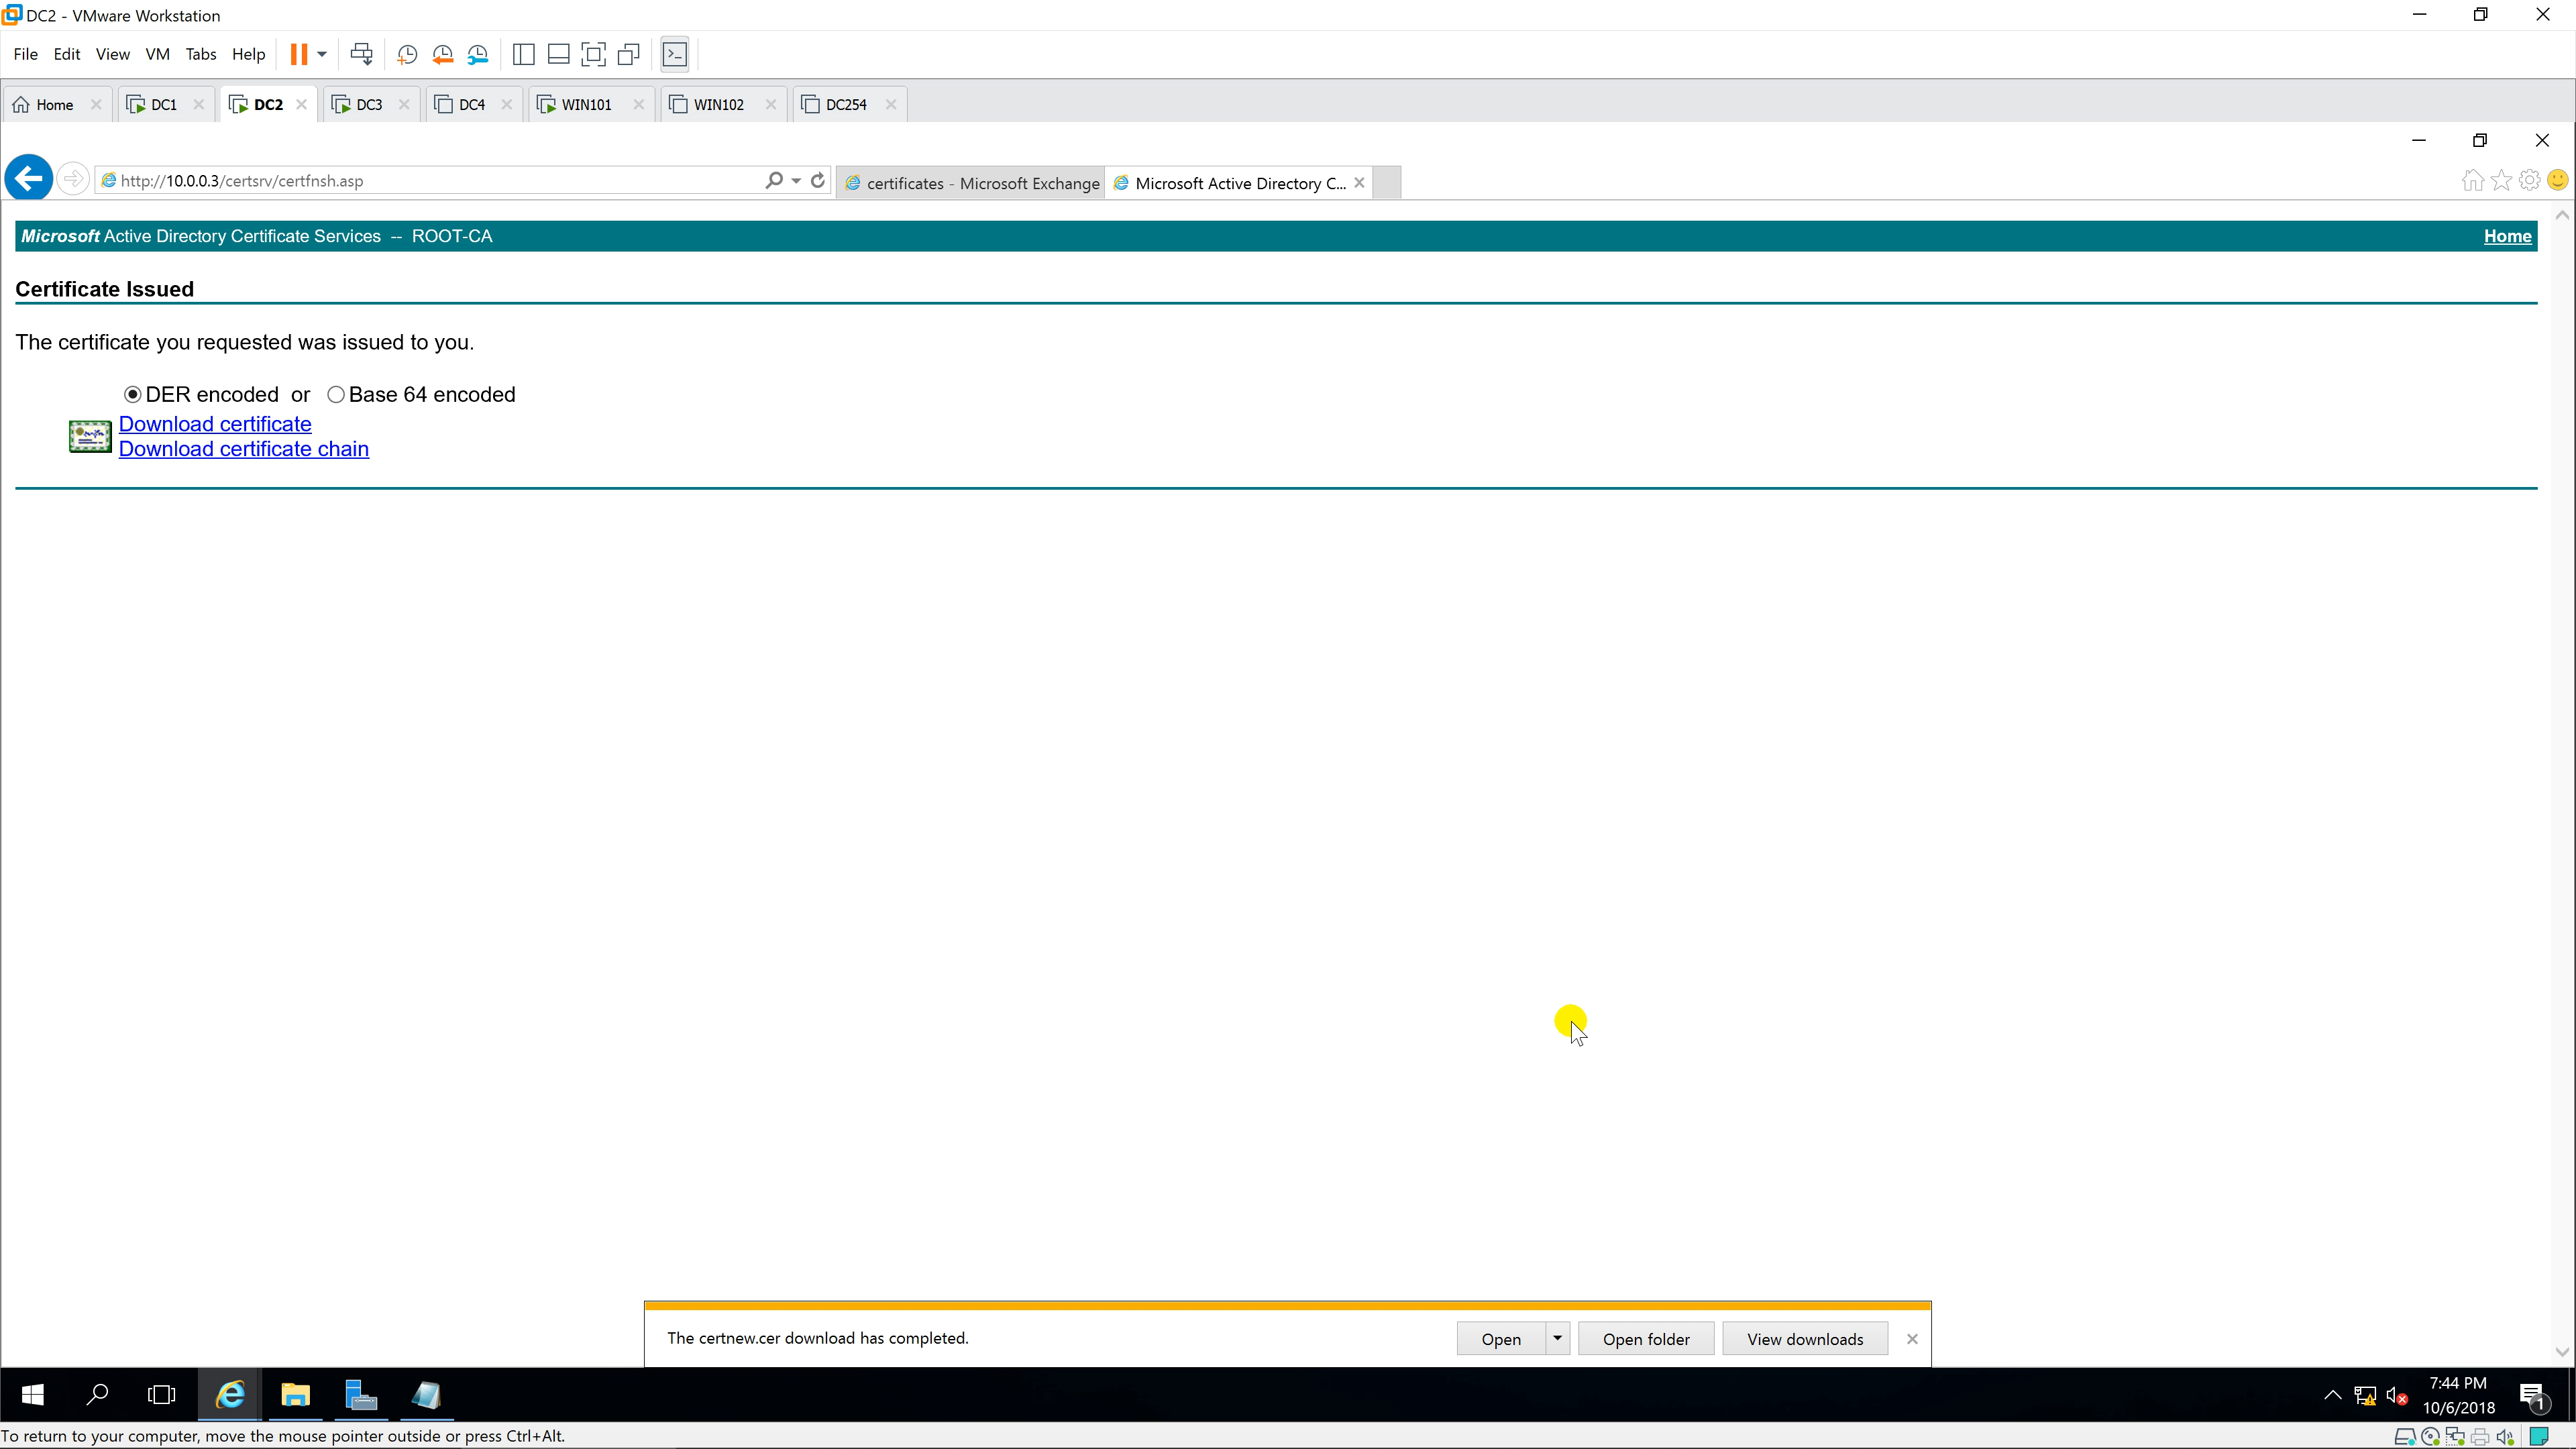 DC2 - VMware Workstation
File Edit View VM Tabs Help
Home DC1 DC2 DC3 DC4 WIN101 WIN102 DC254
http://10.0.0.3/certsrv/certfnsh.asp certificates - Microsoft Exchange Microsoft Active Directory C...
Microsoft Active Directory Certificate Services -- ROOT-CA Home
Certificate Issued
The certificate you requested was issued to you.
DER encoded or Base 64 encoded
Download certificate
Download certificate chain
The certnew.cer download has completed. Open Open folder View downloads
7:44 PM
10/6/2018
1
To return to your computer, move the mouse pointer outside or press Ctrl+Alt.